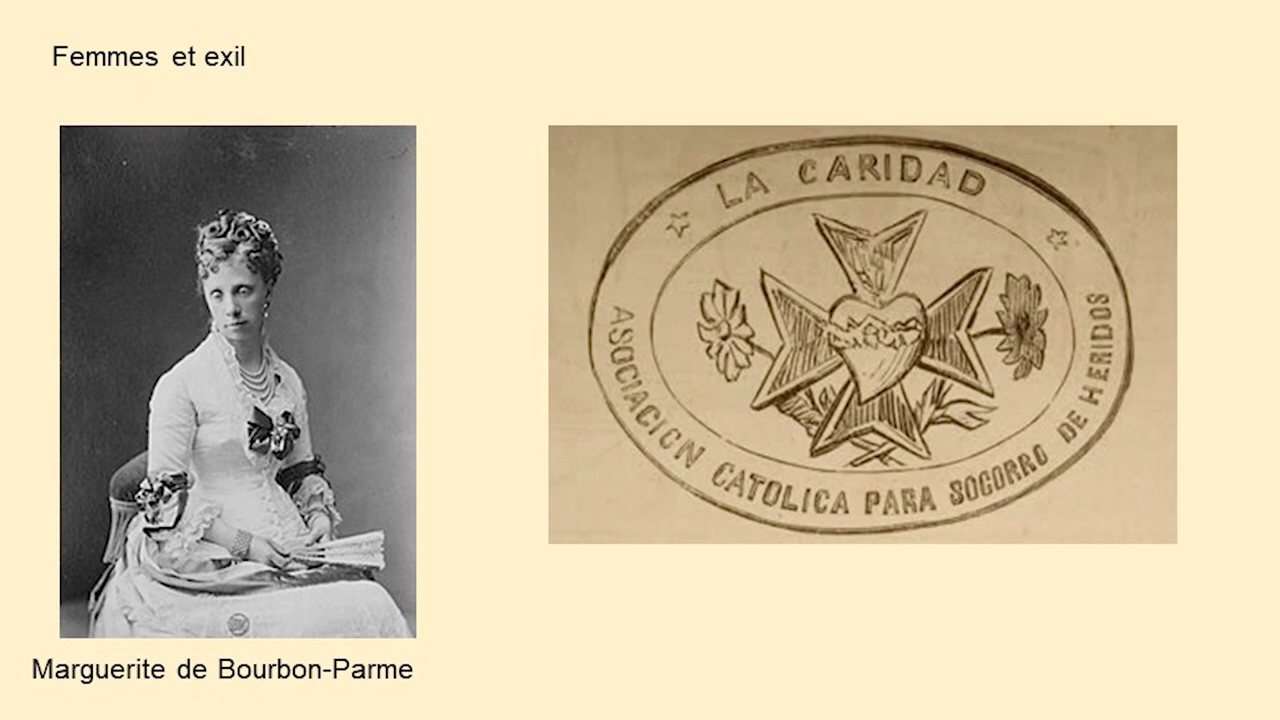 Femmes et exil
LA CARIDAD
ASOCIACION CATOLICA PARA SOCORRO DE HERIDOS
Marguerite de Bourbon-Parme